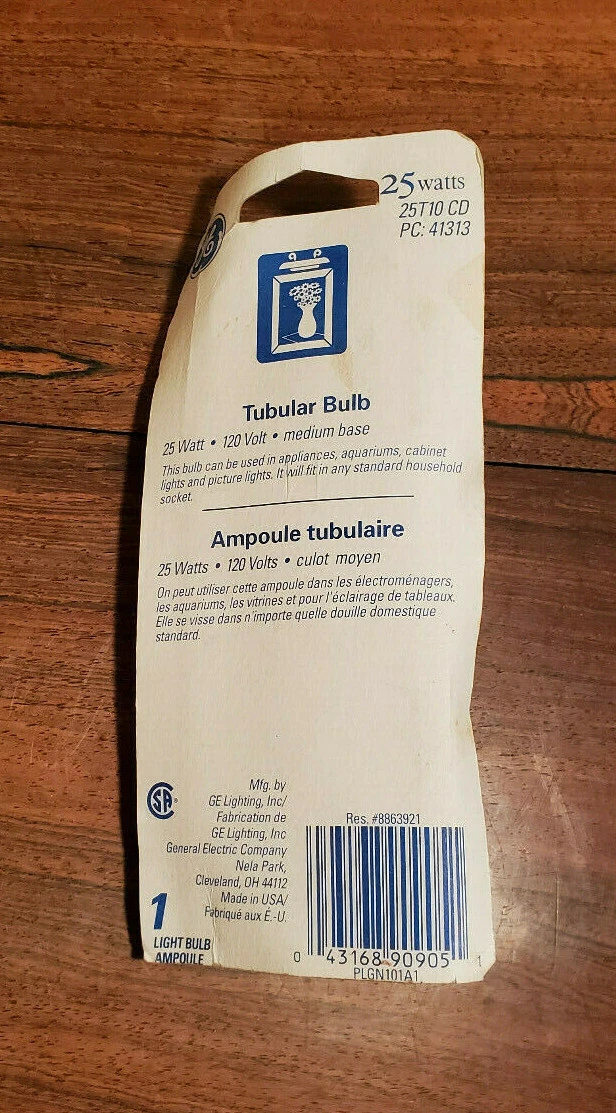 25 watts
25T10 CD
PC: 41313
GE
Tubular Bulb
25 Watt • 120 Volt • medium base
This bulb can be used in appliances, aquariums, cabinet
lights and picture lights. It will fit in any standard household
socket.
Ampoule tubulaire
25 Watts • 120 Volts • culot moyen
On peut utiliser cette ampoule dans les électroménagers,
les aquariums, les vitrines et pour l'éclairage de tableaux.
Elle se visse dans n'importe quelle douille domestique
standard.
SA
Mfg. by
GE Lighting, Inc/
Fabrication de
GE Lighting, Inc
General Electric Company
Nela Park,
Cleveland, OH 44112
Made in USA/
Fabriqué aux É.-U.
1
LIGHT BULB
AMPOULE
Res. #8863921
0 43168 90905 1
PLGN101A1